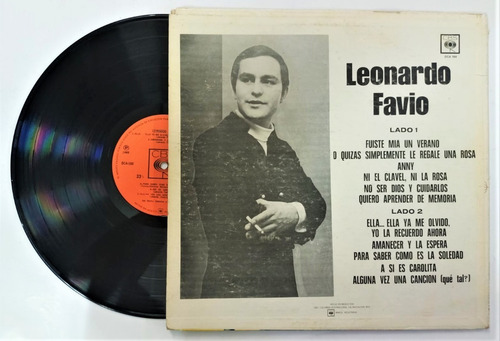 CBS
Leonardo
Favio
LADO 1
FUISTE MIA UN VERANO
O QUIZAS SIMPLEMENTE LE REGALE UNA ROSA
ANNY
NI EL CLAVEL, NI LA ROSA
NO SER DIOS Y CUIDARLOS
QUIERO APRENDER DE MEMORIA
LADO 2
ELLA... ELLA YA ME OLVIDO,
YO LA RECUERDO AHORA
AMANECER Y LA ESPERA
PARA SABER COMO ES LA SOLEDAD
A SI ES CAROLITA
ALGUNA VEZ UNA CANCION (qué tal?)